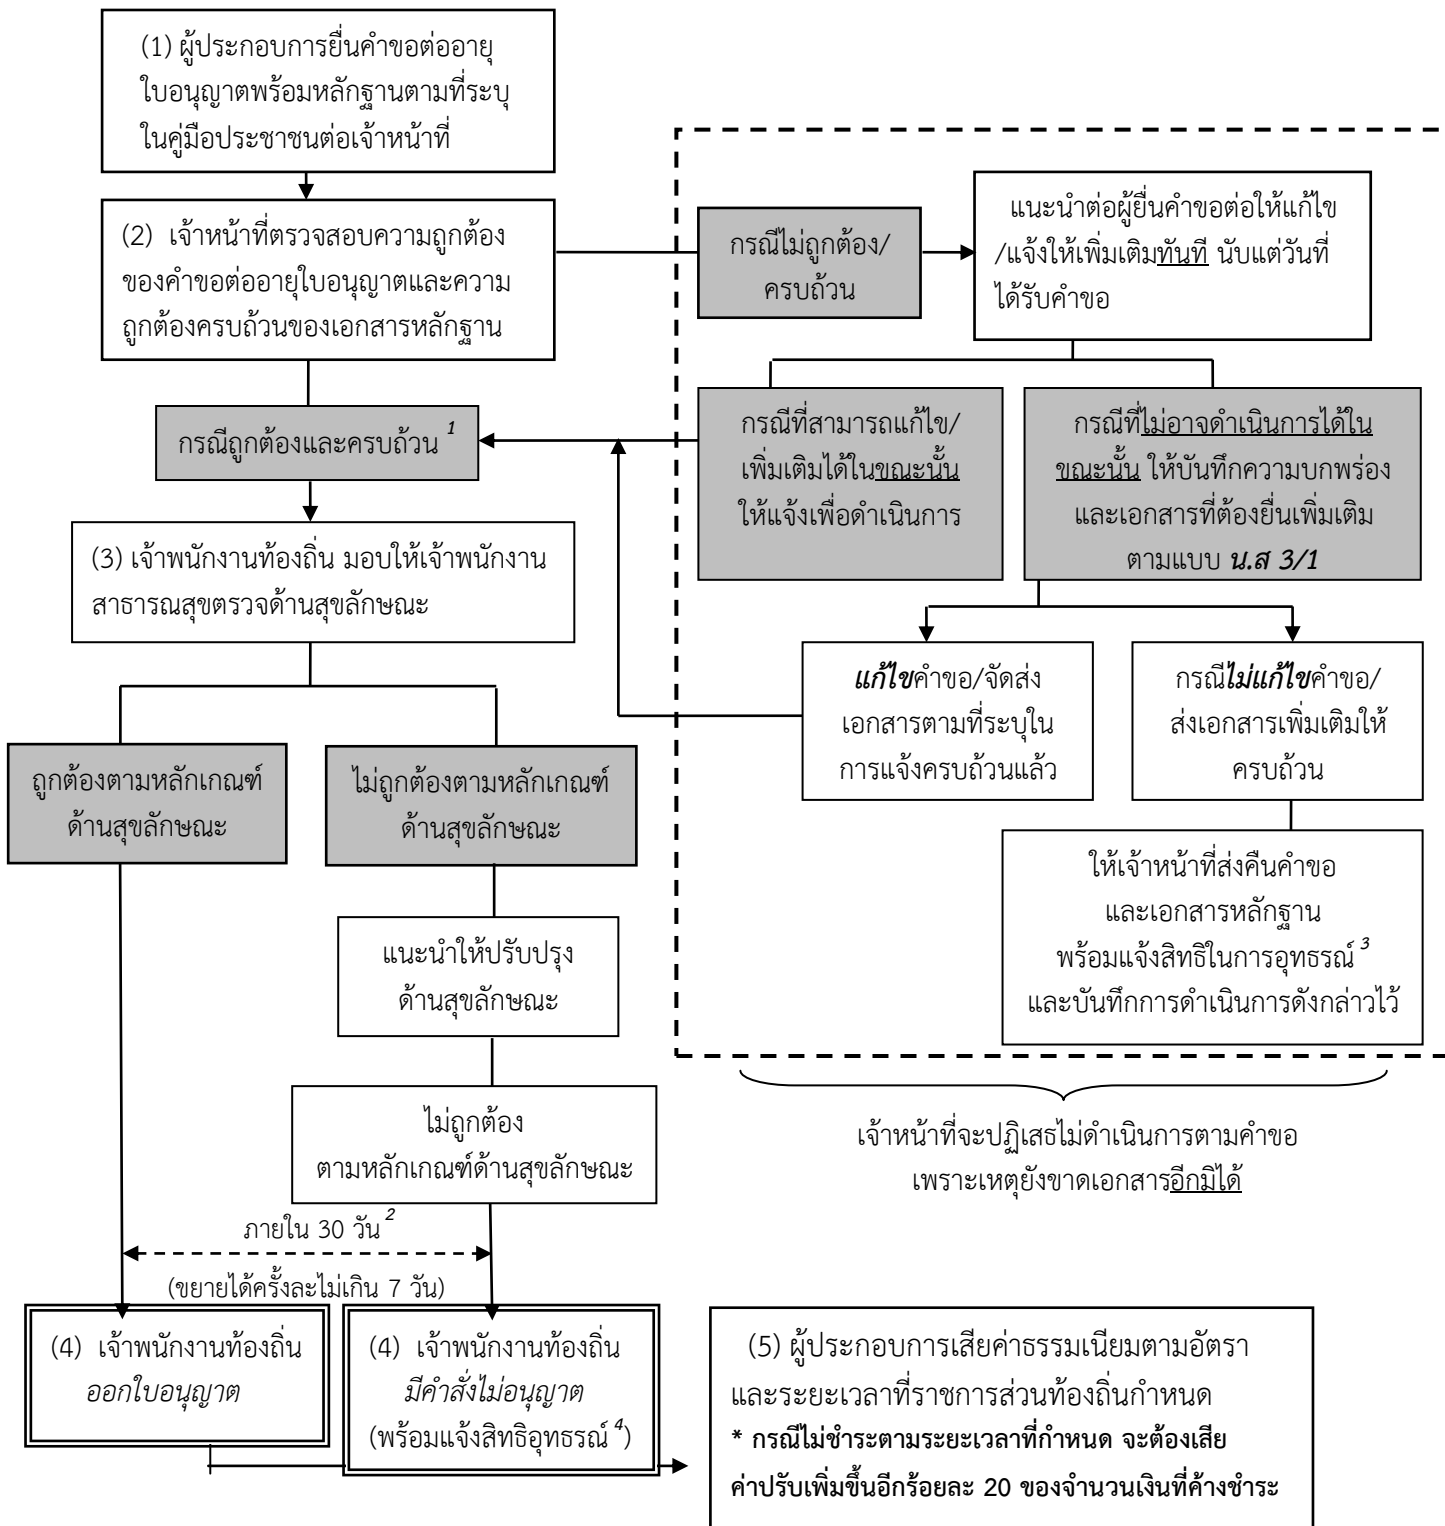 (1) ผู้ประกอบการยื่นคำขอต่ออายุ
ใบอนุญาตพร้อมหลักฐานตามที่ระบุ
ในคู่มือประชาชนต่อเจ้าหน้าที่
(2) เจ้าหน้าที่ตรวจสอบความถูกต้อง
ของคำขอต่ออายุใบอนุญาตและความ
ถูกต้องครบถ้วนของเอกสารหลักฐาน
กรณีไม่ถูกต้อง/
ครบถ้วน
แนะนำต่อผู้ยื่นคำขอต่อให้แก้ไข
/แจ้งให้เพิ่มเติมทันที นับแต่วันที่
ได้รับคำขอ
กรณีถูกต้องและครบถ้วน 1
กรณีที่สามารถแก้ไข/
เพิ่มเติมได้ในขณะนั้น
ให้แจ้งเพื่อดำเนินการ
กรณีที่ไม่อาจดำเนินการได้ใน
ขณะนั้น ให้บันทึกความบกพร่อง
และเอกสารที่ต้องยื่นเพิ่มเติม
ตามแบบ น.ส 3/1
(3) เจ้าพนักงานท้องถิ่น มอบให้เจ้าพนักงาน
สาธารณสุขตรวจด้านสุขลักษณะ
แก้ไขคำขอ/จัดส่ง
เอกสารตามที่ระบุใน
การแจ้งครบถ้วนแล้ว
กรณีไม่แก้ไขคำขอ/
ส่งเอกสารเพิ่มเติมให้
ครบถ้วน
ถูกต้องตามหลักเกณฑ์
ด้านสุขลักษณะ
ไม่ถูกต้องตามหลักเกณฑ์
ด้านสุขลักษณะ
ให้เจ้าหน้าที่ส่งคืนคำขอ
และเอกสารหลักฐาน
พร้อมแจ้งสิทธิในการอุทธรณ์ 3
และบันทึกการดำเนินการดังกล่าวไว้
แนะนำให้ปรับปรุง
ด้านสุขลักษณะ
ไม่ถูกต้อง
ตามหลักเกณฑ์ด้านสุขลักษณะ
เจ้าหน้าที่จะปฏิเสธไม่ดำเนินการตามคำขอ
เพราะเหตุยังขาดเอกสารอีกมิได้
ภายใน 30 วัน 2
(ขยายได้ครั้งละไม่เกิน 7 วัน)
(4) เจ้าพนักงานท้องถิ่น
ออกใบอนุญาต
(4) เจ้าพนักงานท้องถิ่น
มีคำสั่งไม่อนุญาต
(พร้อมแจ้งสิทธิอุทธรณ์ 4)
(5) ผู้ประกอบการเสียค่าธรรมเนียมตามอัตรา
และระยะเวลาที่ราชการส่วนท้องถิ่นกำหนด
* กรณีไม่ชำระตามระยะเวลาที่กำหนด จะต้องเสีย
ค่าปรับเพิ่มขึ้นอีกร้อยละ 20 ของจำนวนเงินที่ค้างชำระ